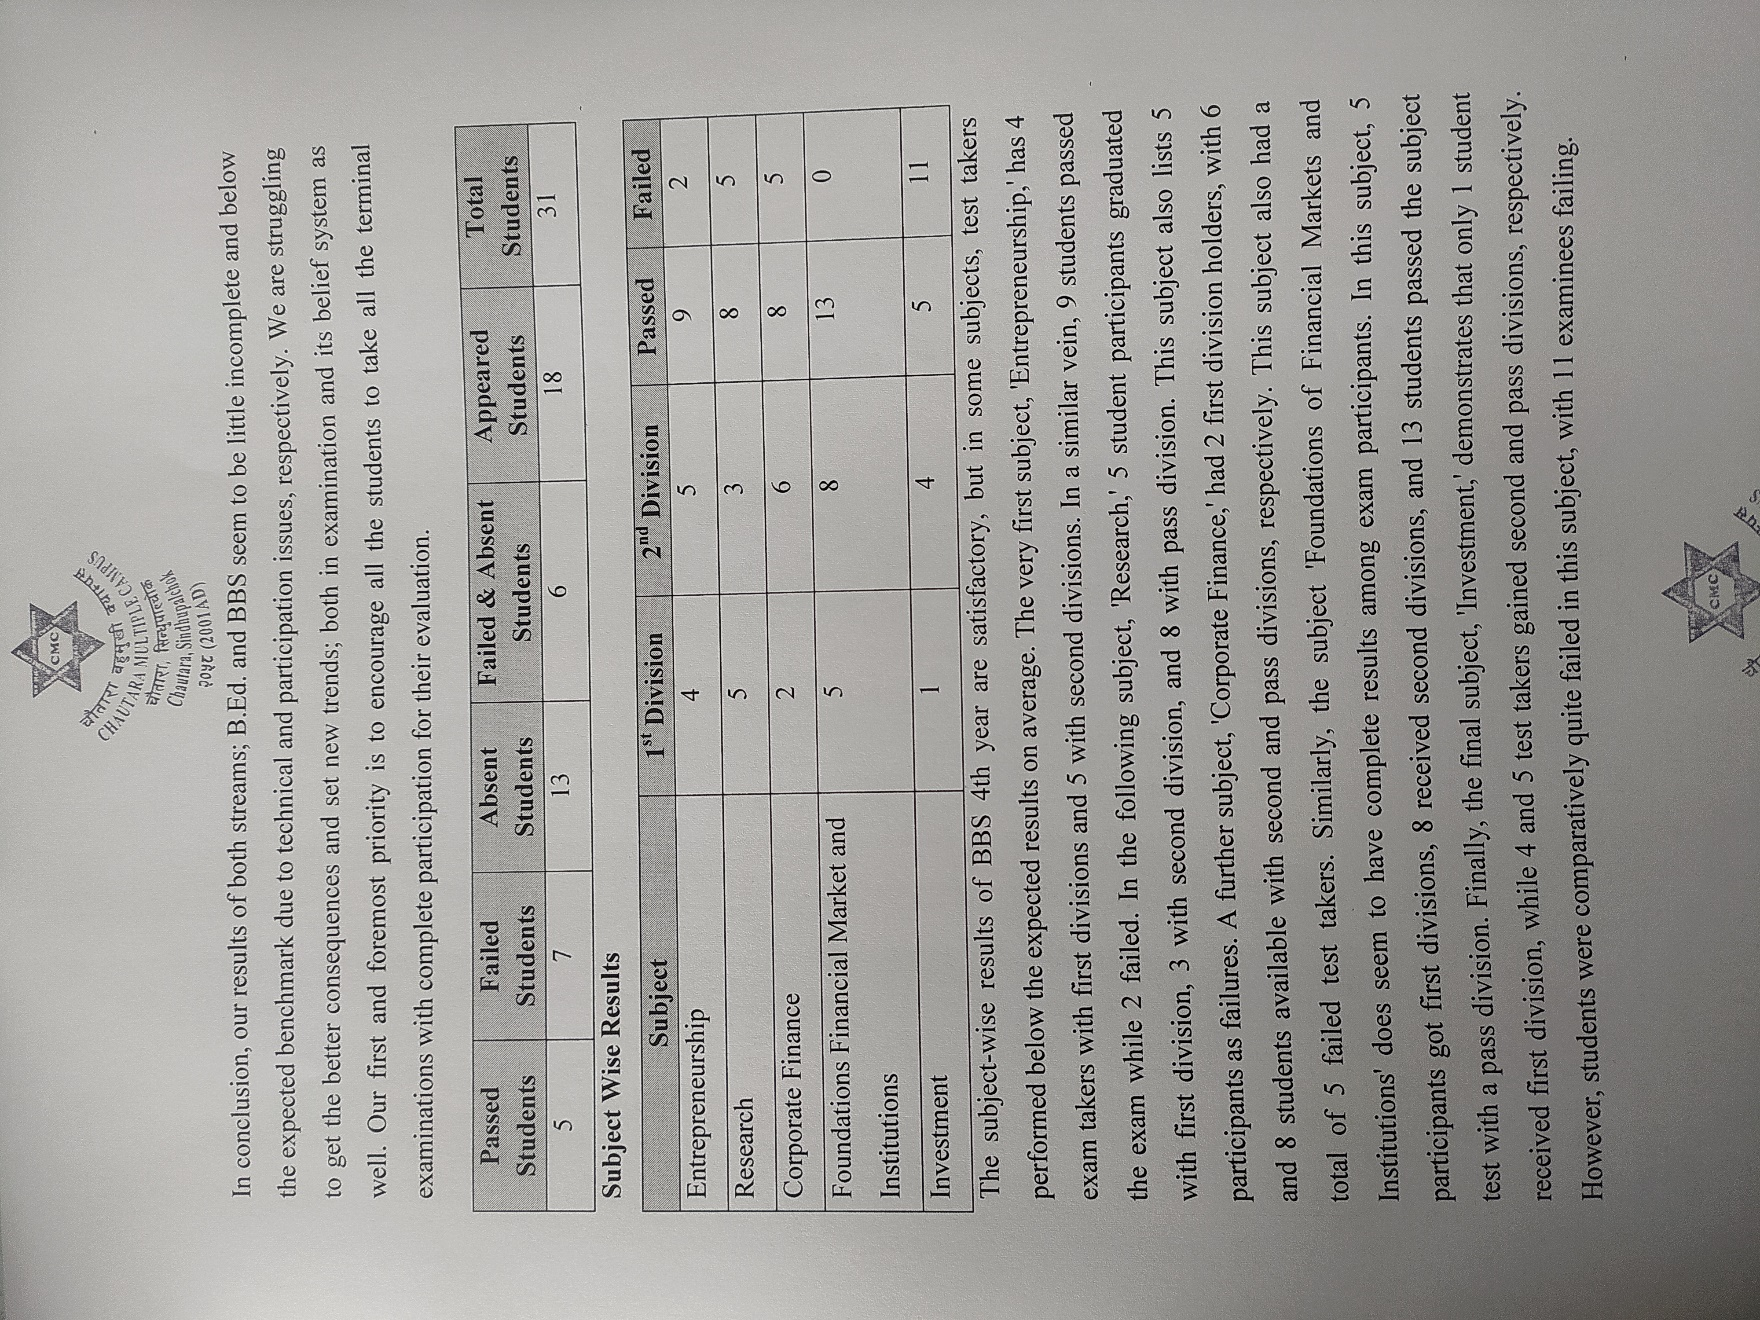 CMC
चौतारा बहुमुखी क्याम्पस
CHAUTARA MULTIPLE CAMPUS
चौतारा, सिन्धुपाल्चोक
Chautara, Sindhupalchok
२०५८ (2001AD)
In conclusion, our results of both streams; B.Ed. and BBS seem to be little incomplete and below
the expected benchmark due to technical and participation issues, respectively. We are struggling
to get the better consequences and set new trends; both in examination and its belief system as
well. Our first and foremost priority is to encourage all the students to take all the terminal
examinations with complete participation for their evaluation.
Passed Students Failed Students Absent Students Failed & Absent Students Appeared Students Total Students
5 7 13 6 18 31
Subject Wise Results
Subject 1st Division 2nd Division Passed Failed
Entrepreneurship 4 5 9 2
Research 5 3 8 5
Corporate Finance 2 6 8 5
Foundations Financial Market and 5 8 13 0
Institutions
Investment 1 4 5 11
The subject-wise results of BBS 4th year are satisfactory, but in some subjects, test takers
performed below the expected results on average. The very first subject, 'Entrepreneurship,' has 4
exam takers with first divisions and 5 with second divisions. In a similar vein, 9 students passed
the exam while 2 failed. In the following subject, 'Research,' 5 student participants graduated
with first division, 3 with second division, and 8 with pass division. This subject also lists 5
participants as failures. A further subject, 'Corporate Finance,' had 2 first division holders, with 6
and 8 students available with second and pass divisions, respectively. This subject also had a
total of 5 failed test takers. Similarly, the subject 'Foundations of Financial Markets and
Institutions' does seem to have complete results among exam participants. In this subject, 5
participants got first divisions, 8 received second divisions, and 13 students passed the subject
test with a pass division. Finally, the final subject, 'Investment,' demonstrates that only 1 student
received first division, while 4 and 5 test takers gained second and pass divisions, respectively.
However, students were comparatively quite failed in this subject, with 11 examinees failing.
CMC